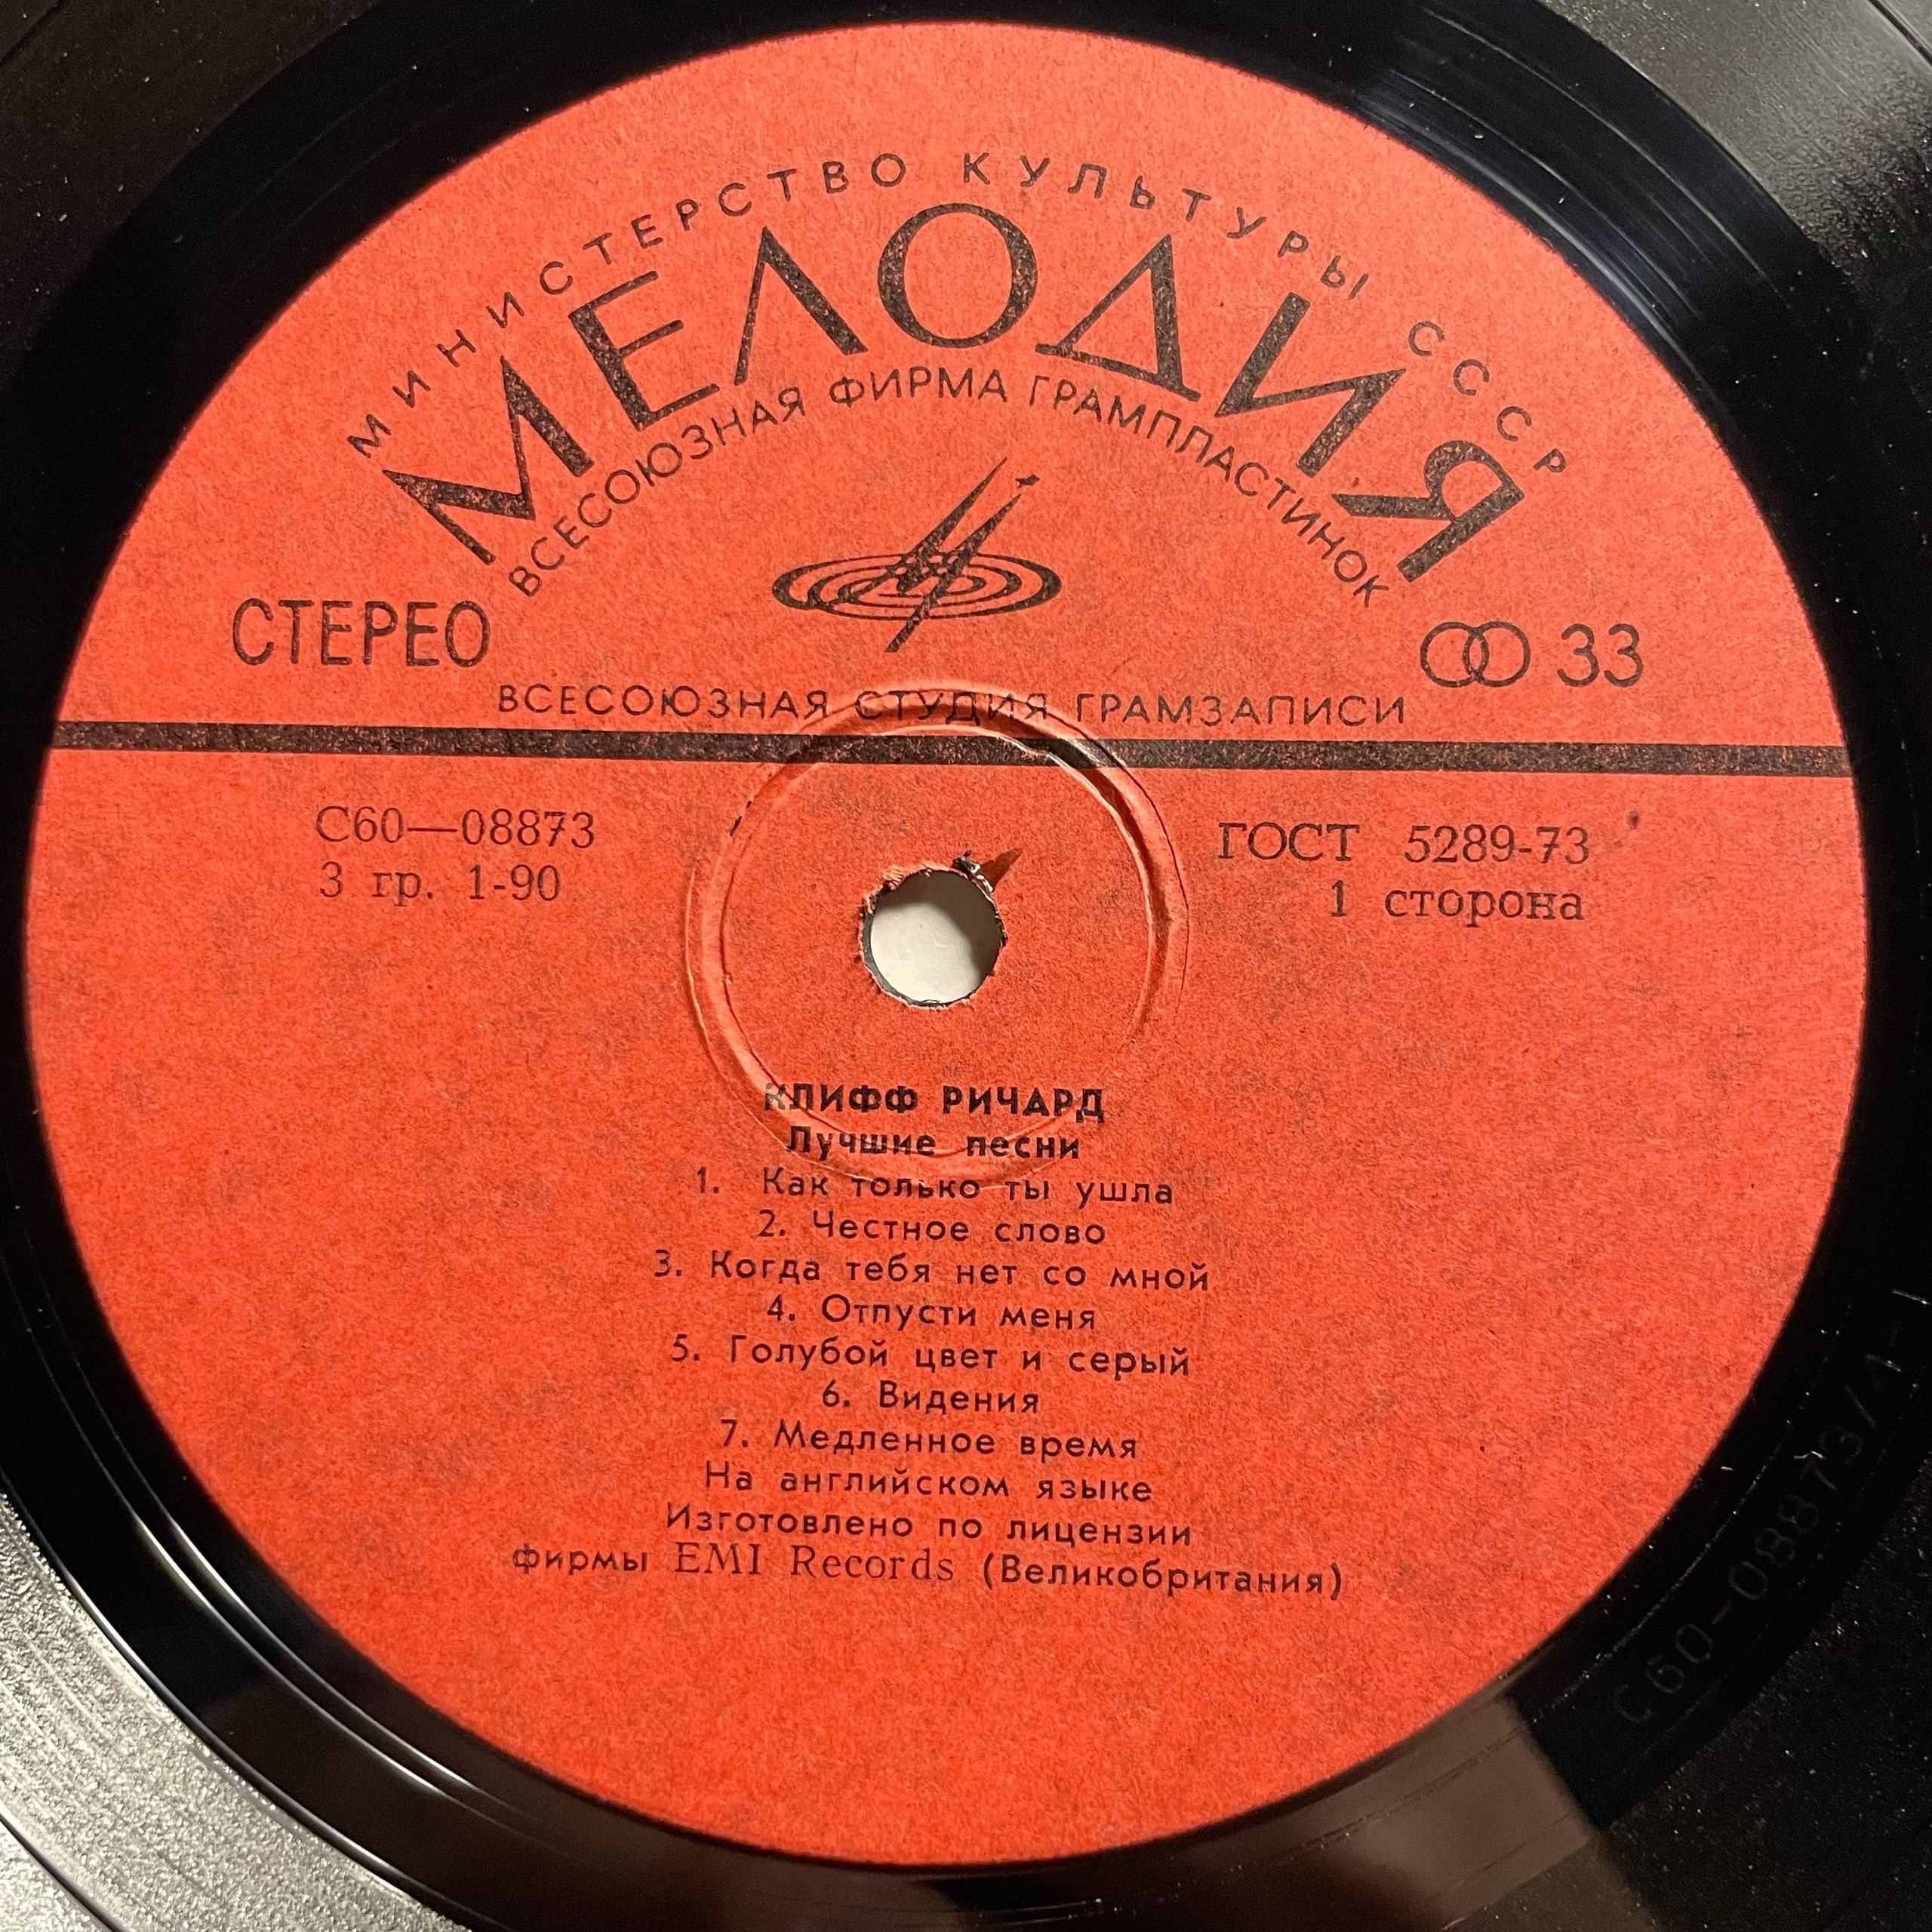 МИНИСТЕРСТВО КУЛЬТУРЫ СССР
МЕЛОДИЯ
ВСЕСОЮЗНАЯ ФИРМА ГРАМПЛАСТИНОК
СТЕРЕО
33
ВСЕСОЮЗНАЯ СТУДИЯ ГРАМЗАПИСИ
С60—08873
3 гр. 1-90
ГОСТ 5289-73
1 сторона
КЛИФФ РИЧАРД
Лучшие песни
1. Как только ты ушла
2. Честное слово
3. Когда тебя нет со мной
4. Отпусти меня
5. Голубой цвет и серый
6. Видения
7. Медленное время
На английском языке
Изготовлено по лицензии
фирмы EMI Records (Великобритания)
С60-08873/